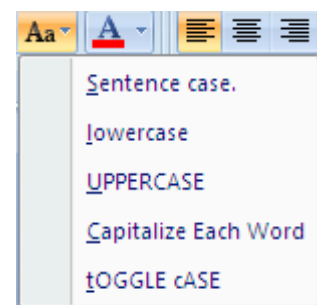 Aa A
Sentence case.
lowercase
UPPERCASE
Capitalize Each Word
tOGGLE cASE